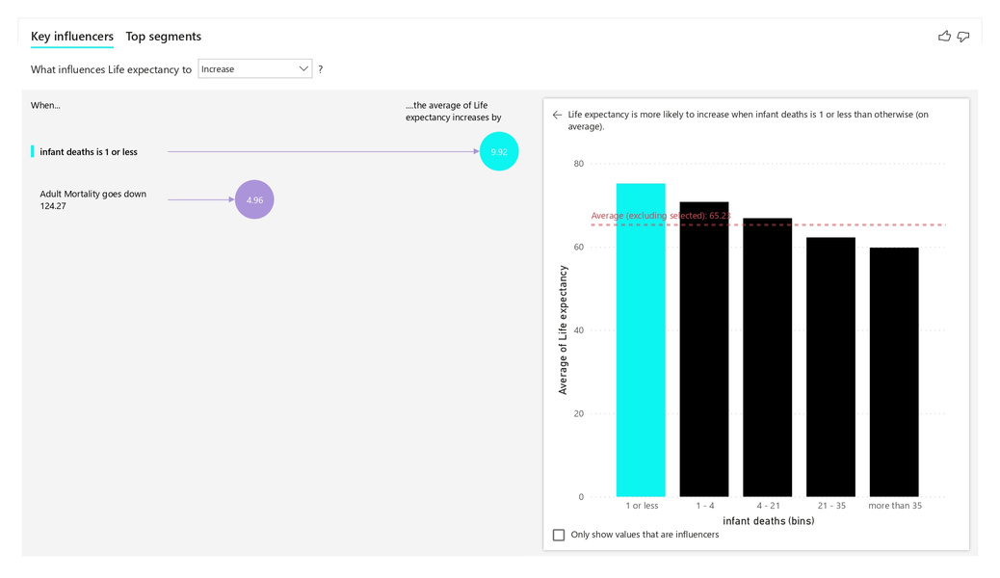 Key influencers
Top segments
What influences Life expectancy to Increase ?
When...
....the average of Life
expectancy increases by
infant deaths is 1 or less
9.92
Adult Mortality goes down
124.27
4.96
Life expectancy is more likely to increase when infant deaths is 1 or less than otherwise (on
average).
80
60
40
20
0
Average of Life expectancy
Average (excluding selected): 65.23
1 or less
1 - 4
4 - 21
21 - 35
more than 35
infant deaths (bins)
Only show values that are influencers